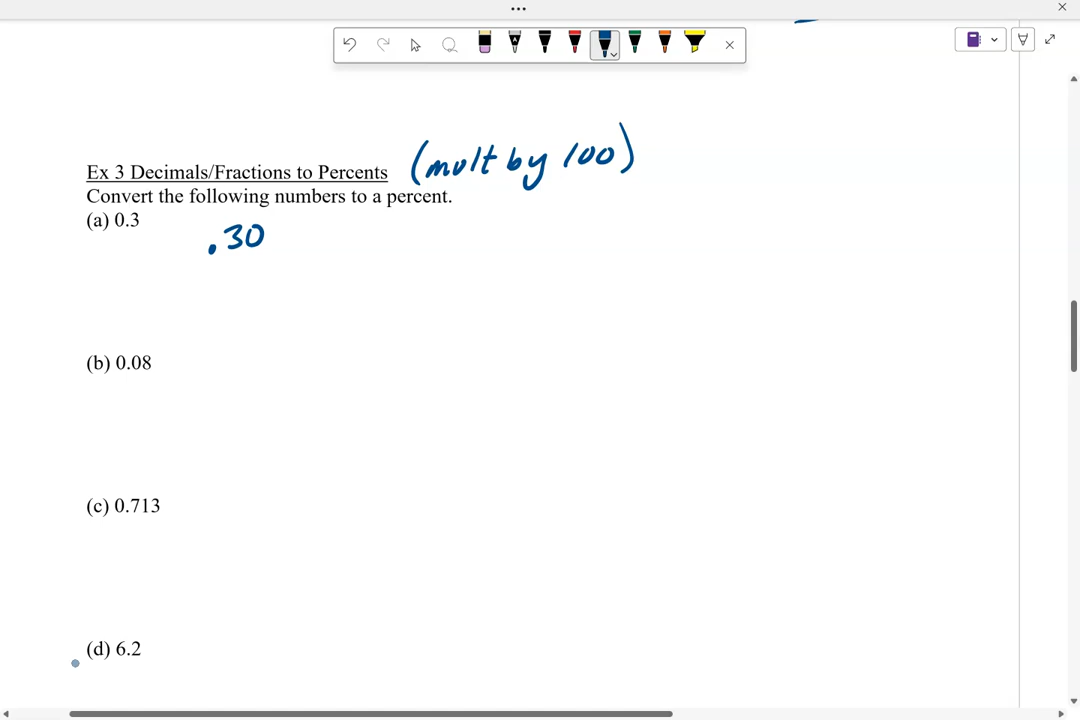 Ex 3 Decimals/Fractions to Percents (mult by 100)
Convert the following numbers to a percent.
(a) 0.3
.30
(b) 0.08
(c) 0.713
(d) 6.2